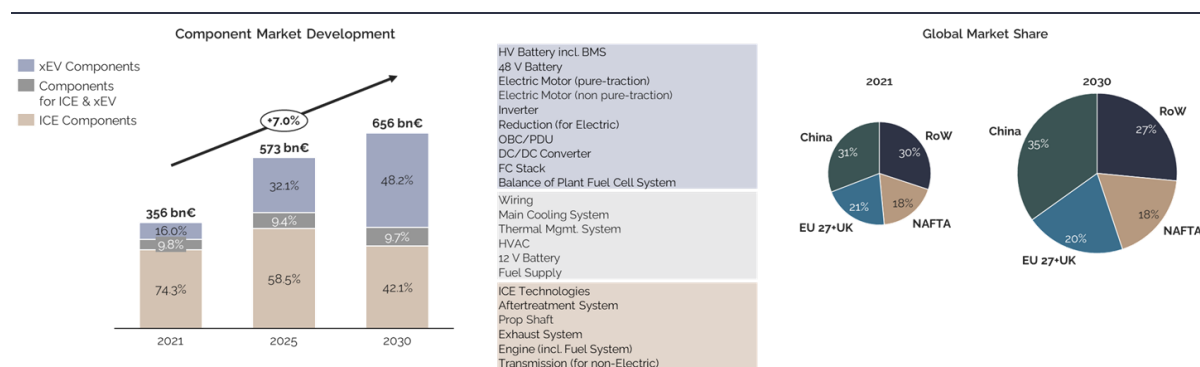 Component Market Development
xEV Components
Components
for ICE & xEV
ICE Components
+7.0%
356 bn€
573 bn€
656 bn€
16.0%
9.8%
74.3%
32.1%
9.4%
58.5%
48.2%
9.7%
42.1%
2021
2025
2030
HV Battery incl. BMS
48 V Battery
Electric Motor (pure-traction)
Electric Motor (non pure-traction)
Inverter
Reduction (for Electric)
OBC/PDU
DC/DC Converter
FC Stack
Balance of Plant Fuel Cell System
Wiring
Main Cooling System
Thermal Mgmt. System
HVAC
12 V Battery
Fuel Supply
ICE Technologies
Aftertreatment System
Prop Shaft
Exhaust System
Engine (incl. Fuel System)
Transmission (for non-Electric)
Global Market Share
2021
China
31%
RoW
30%
EU 27+UK
21%
NAFTA
18%
2030
China
35%
RoW
27%
EU 27+UK
20%
NAFTA
18%